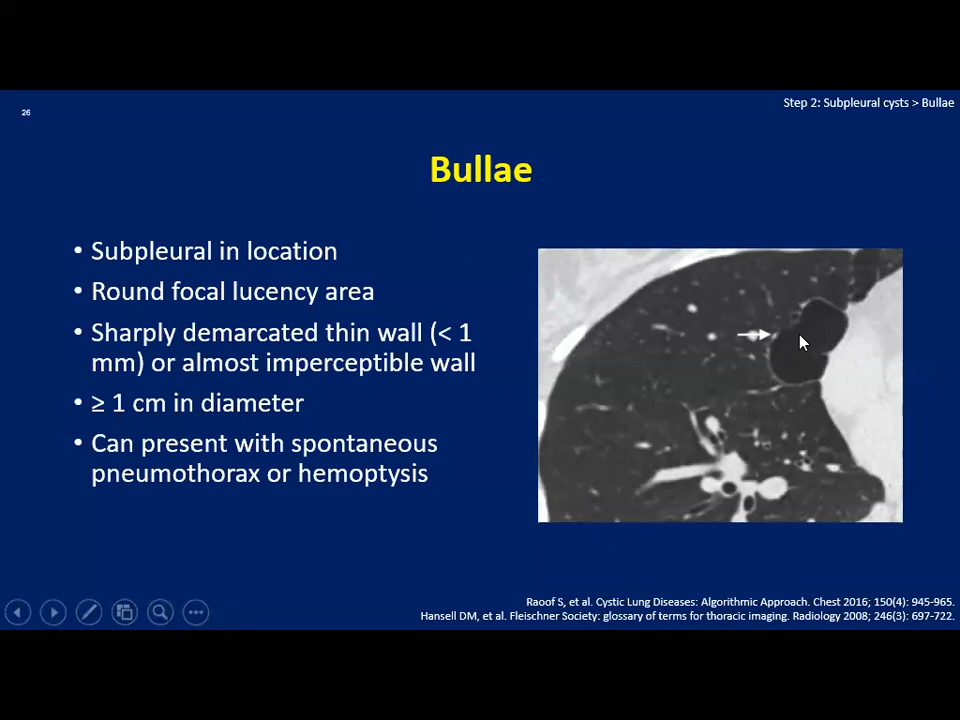 26
Step 2: Subpleural cysts > Bullae
Bullae
• Subpleural in location
• Round focal lucency area
• Sharply demarcated thin wall (< 1
mm) or almost imperceptible wall
• ≥ 1 cm in diameter
• Can present with spontaneous
pneumothorax or hemoptysis
Raoof S, et al. Cystic Lung Diseases: Algorithmic Approach. Chest 2016; 150(4): 945-965.
Hansell DM, et al. Fleischner Society: glossary of terms for thoracic imaging. Radiology 2008; 246(3): 697-722.